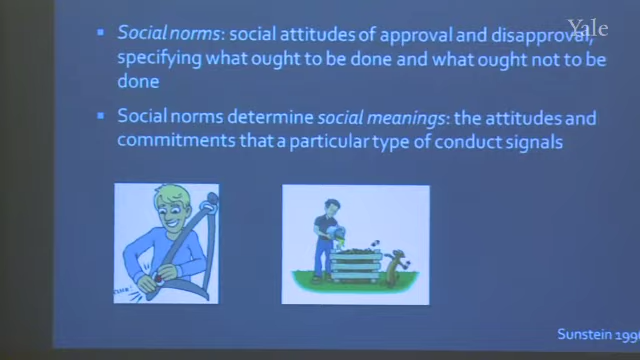 Yale
Social norms: social attitudes of approval and disapproval,
specifying what ought to be done and what ought not to be
done
Social norms determine social meanings: the attitudes and
commitments that a particular type of conduct signals
Sunstein 1996